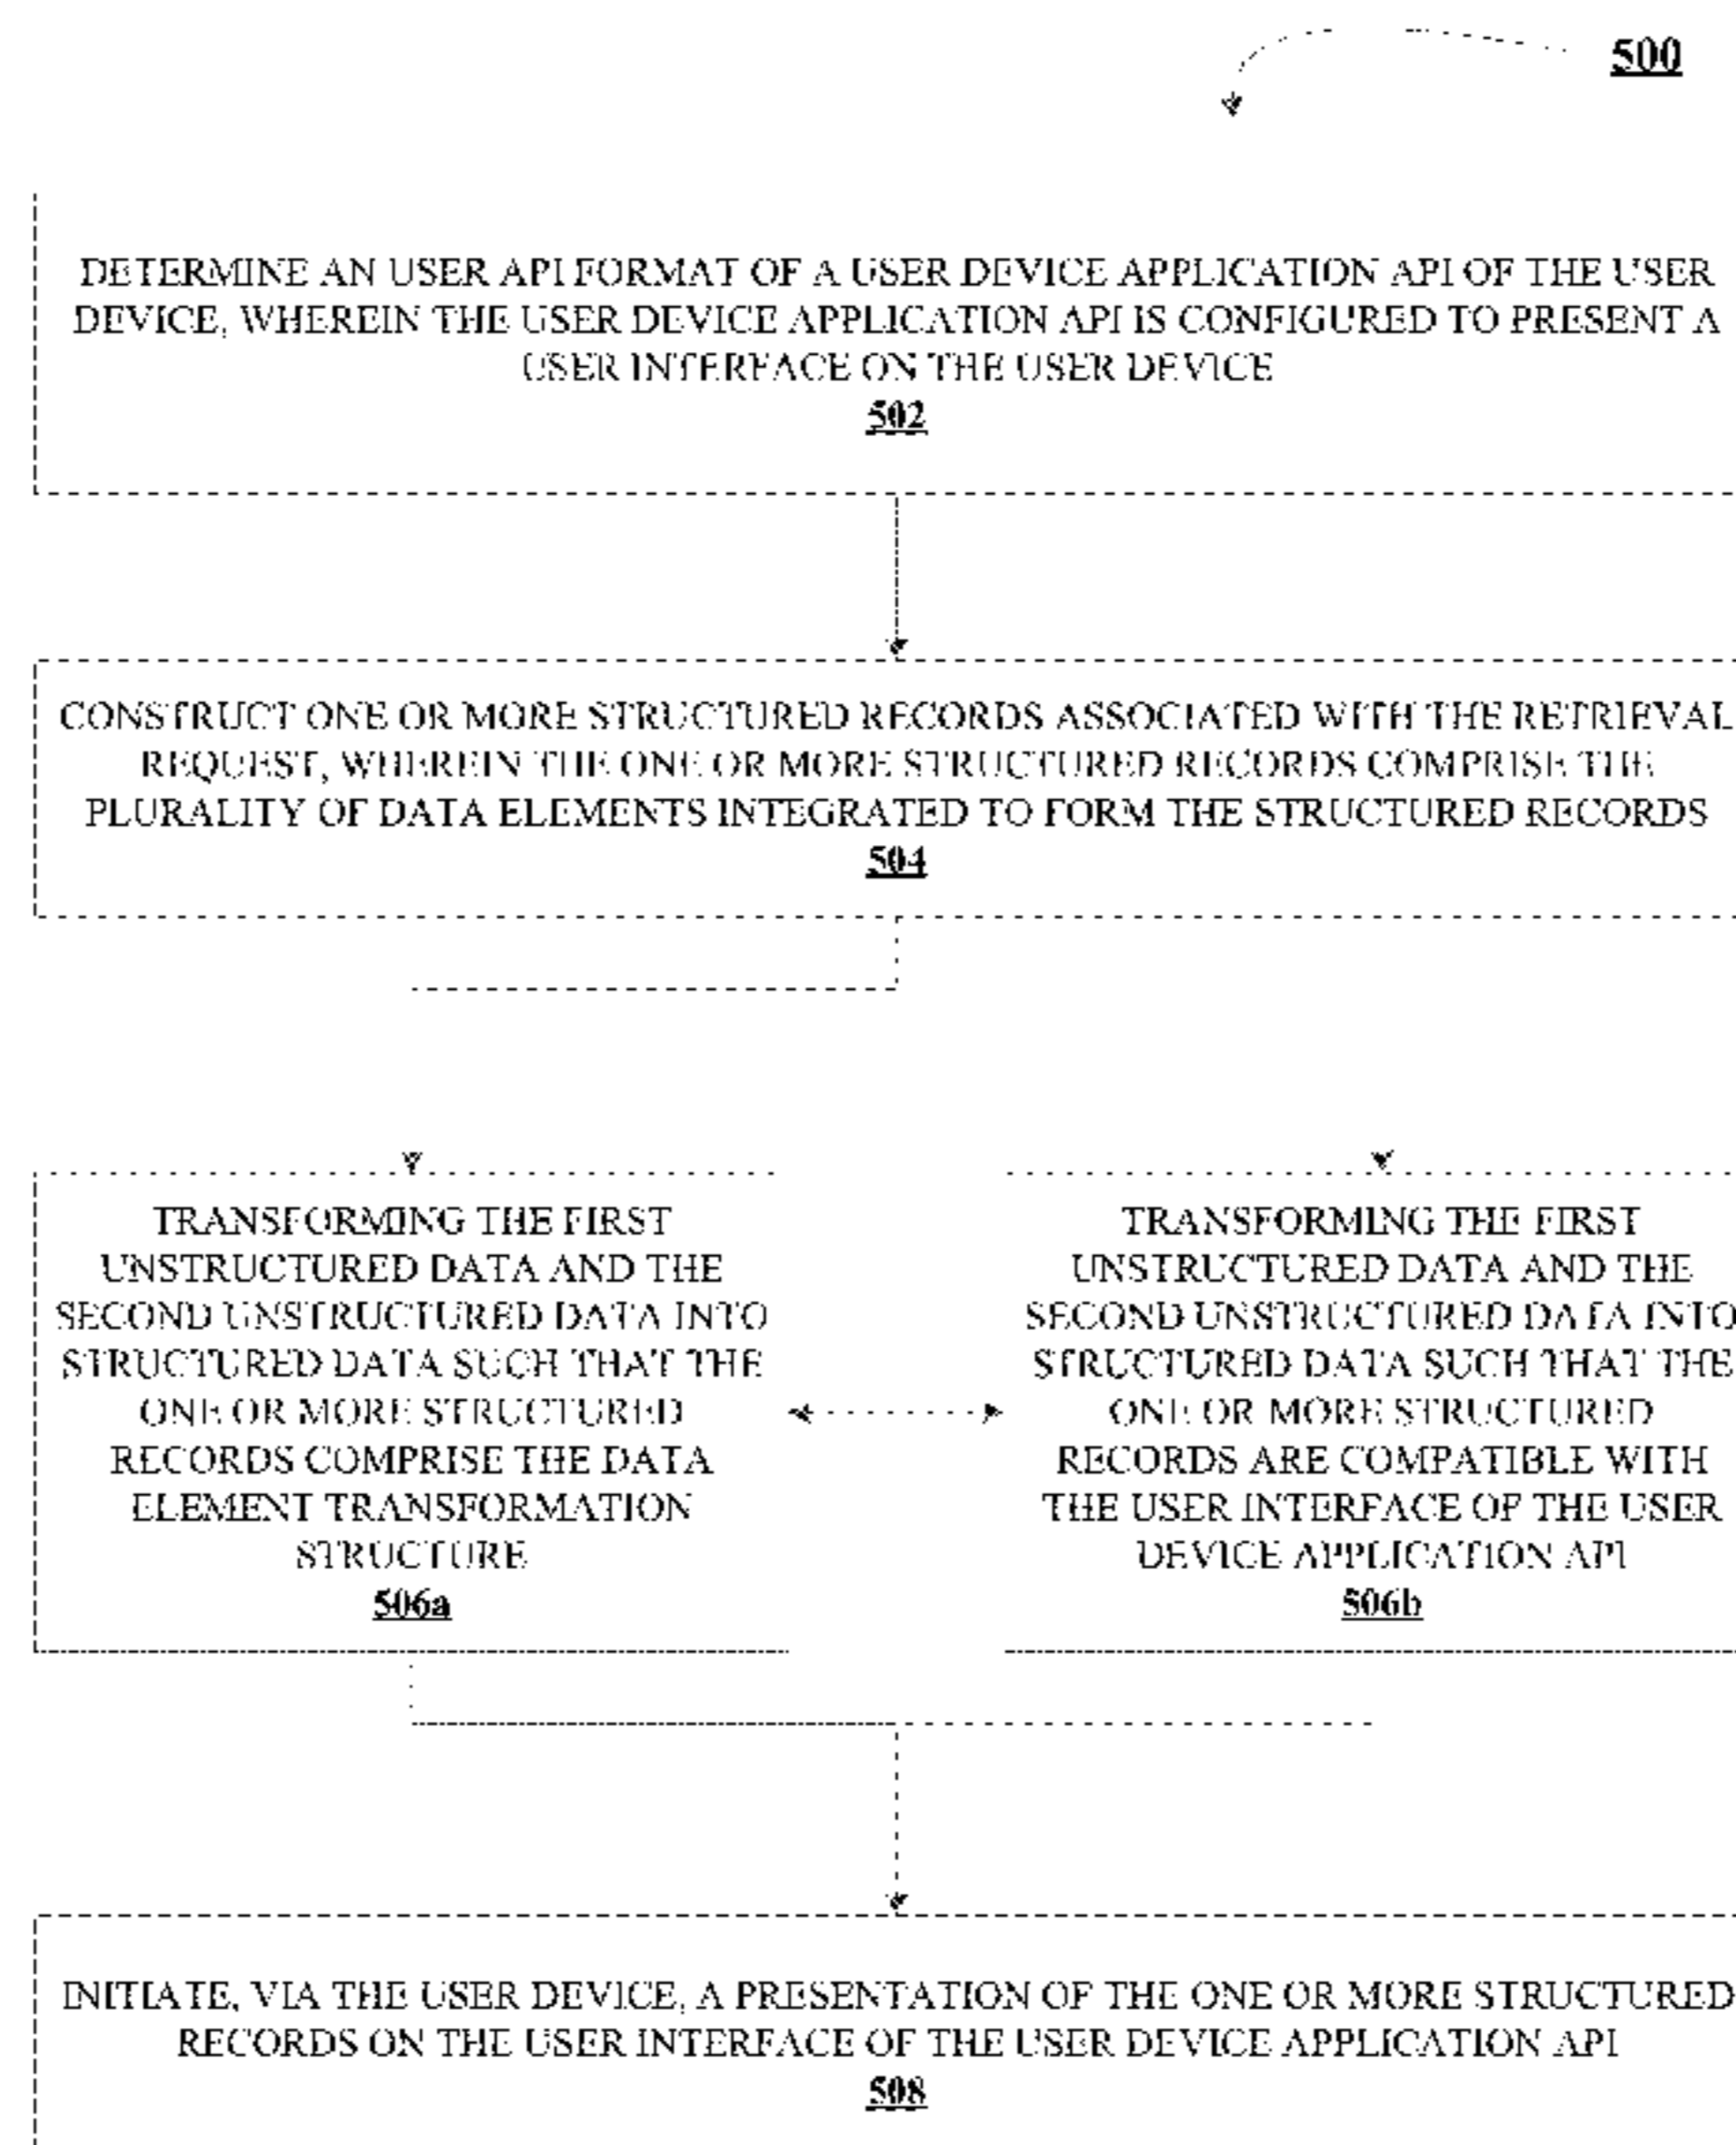 500
DETERMINE AN USER API FORMAT OF A USER DEVICE APPLICATION API OF THE USER
DEVICE, WHEREIN THE USER DEVICE APPLICATION API IS CONFIGURED TO PRESENT A
USER INTERFACE ON THE USER DEVICE
502
CONSTRUCT ONE OR MORE STRUCTURED RECORDS ASSOCIATED WITH THE RETRIEVAL
REQUEST, WHEREIN THE ONE OR MORE STRUCTURED RECORDS COMPRISE THE
PLURALITY OF DATA ELEMENTS INTEGRATED TO FORM THE STRUCTURED RECORDS
504
TRANSFORMING THE FIRST
UNSTRUCTURED DATA AND THE
SECOND UNSTRUCTURED DATA INTO
STRUCTURED DATA SUCH THAT THE
ONE OR MORE STRUCTURED
RECORDS COMPRISE THE DATA
ELEMENT TRANSFORMATION
STRUCTURE
506a
TRANSFORMING THE FIRST
UNSTRUCTURED DATA AND THE
SECOND UNSTRUCTURED DATA INTO
STRUCTURED DATA SUCH THAT THE
ONE OR MORE STRUCTURED
RECORDS ARE COMPATIBLE WITH
THE USER INTERFACE OF THE USER
DEVICE APPLICATION API
506b
INITIATE, VIA THE USER DEVICE, A PRESENTATION OF THE ONE OR MORE STRUCTURED
RECORDS ON THE USER INTERFACE OF THE USER DEVICE APPLICATION API
508